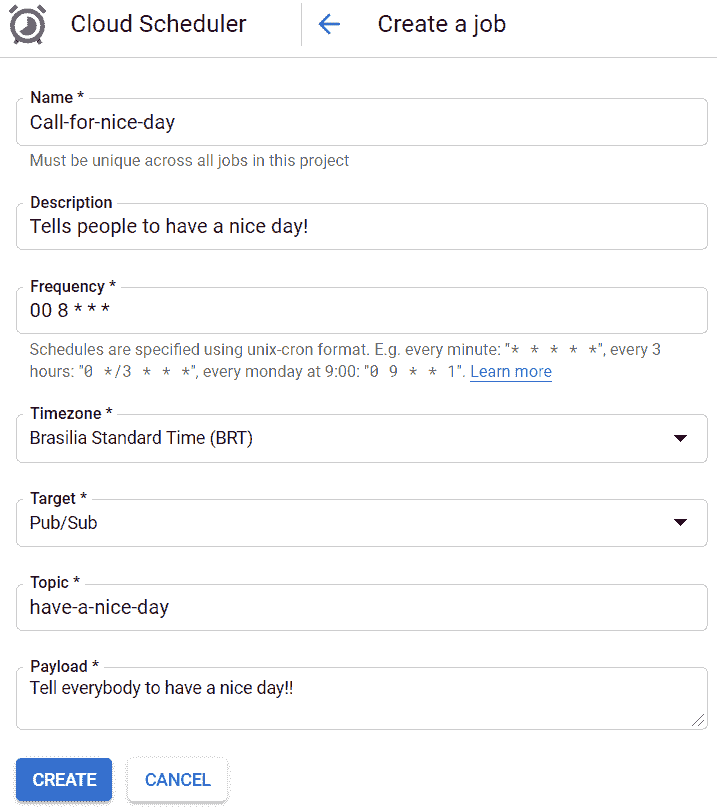 Cloud Scheduler
Create a job
Name *
Call-for-nice-day
Must be unique across all jobs in this project
Description
Tells people to have a nice day!
Frequency *
00 8 * * *
Schedules are specified using unix-cron format. E.g. every minute: "* * * * *", every 3
hours: "0 */3 * * *", every monday at 9:00: "0 9 * * 1". Learn more
Timezone *
Brasilia Standard Time (BRT)
Target *
Pub/Sub
Topic *
have-a-nice-day
Payload *
Tell everybody to have a nice day!!
CREATE
CANCEL